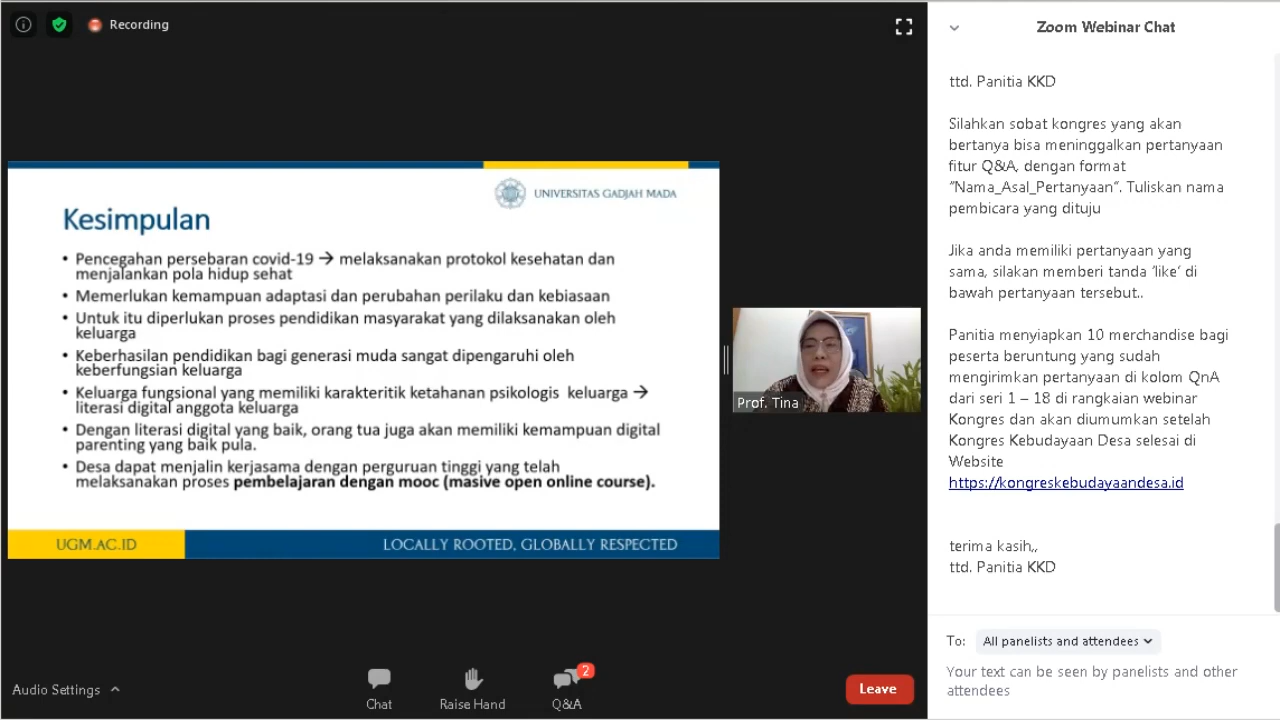 Recording
UNIVERSITAS GADJAH MADA
Kesimpulan
• Pencegahan persebaran covid-19 → melaksanakan protokol kesehatan dan
menjalankan pola hidup sehat
• Memerlukan kemampuan adaptasi dan perubahan perilaku dan kebiasaan
• Untuk itu diperlukan proses pendidikan masyarakat yang dilaksanakan oleh
keluarga
• Keberhasilan pendidikan bagi generasi muda sangat dipengaruhi oleh
keberfungsian keluarga
• Keluarga fungsional yang memiliki karakteritik ketahanan psikologis keluarga →
literasi digital anggota keluarga
• Dengan literasi digital yang baik, orang tua juga akan memiliki kemampuan digital
parenting yang baik pula.
• Desa dapat menjalin kerjasama dengan perguruan tinggi yang telah
melaksanakan proses pembelajaran dengan mooc (masive open online course).
UGM.AC.ID
LOCALLY ROOTED, GLOBALLY RESPECTED
Prof. Tina
Audio Settings
Chat
Raise Hand
2
Q&A
Leave
Zoom Webinar Chat
ttd. Panitia KKD
Silahkan sobat kongres yang akan
bertanya bisa meninggalkan pertanyaan
fitur Q&A, dengan format
"Nama_Asal_Pertanyaan". Tuliskan nama
pembicara yang dituju
Jika anda memiliki pertanyaan yang
sama, silakan memberi tanda 'like' di
bawah pertanyaan tersebut..
Panitia menyiapkan 10 merchandise bagi
peserta beruntung yang sudah
mengirimkan pertanyaan di kolom QnA
dari seri 1 – 18 di rangkaian webinar
Kongres dan akan diumumkan setelah
Kongres Kebudayaan Desa selesai di
Website
https://kongreskebudayaandesa.id
terima kasih,,
ttd. Panitia KKD
To: All panelists and attendees
Your text can be seen by panelists and other
attendees